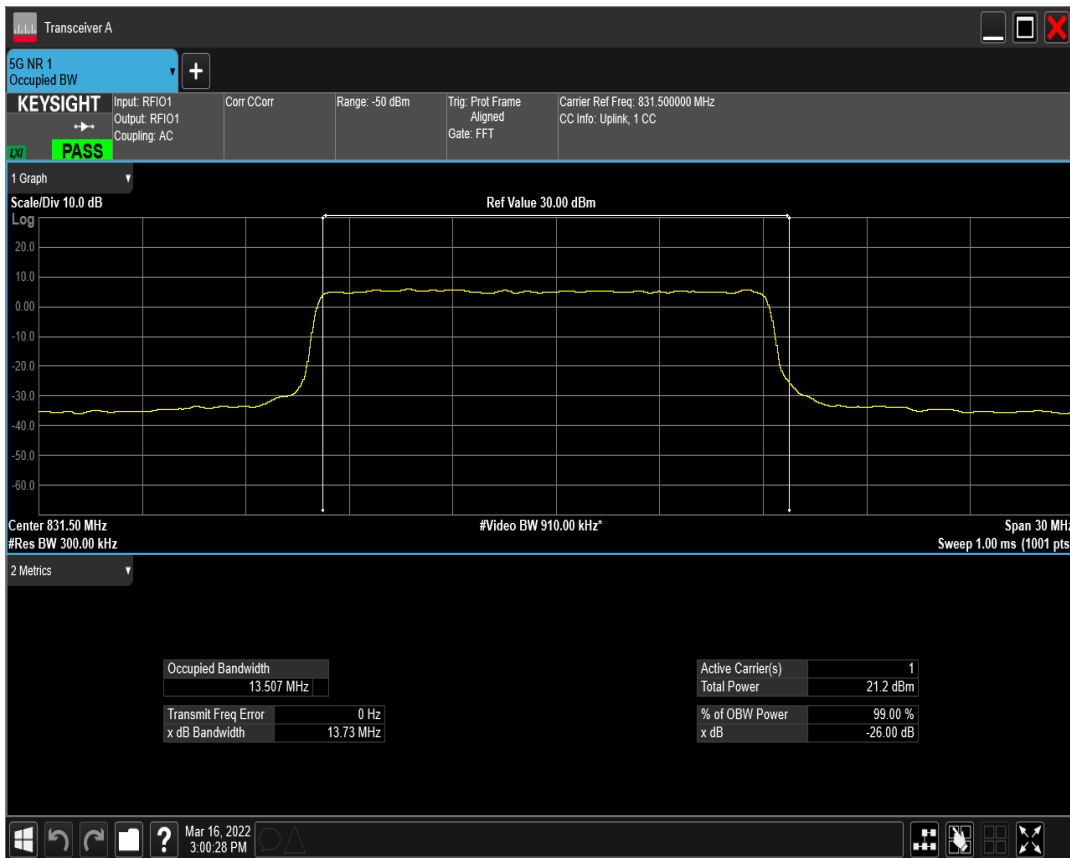 Transceiver A
5G NR 1
Occupied BW
+
KEYSIGHT
LXI
PASS
Input: RFIO1
Output: RFIO1
Coupling: AC
Corr CCorr
Range: -50 dBm
Trig: Prot Frame
Aligned
Gate: FFT
Carrier Ref Freq: 831.500000 MHz
CC Info: Uplink, 1 CC
1 Graph
Scale/Div 10.0 dB
Ref Value 30.00 dBm
Log
20.0
10.0
0.00
-10.0
-20.0
-30.0
-40.0
-50.0
-60.0
Center 831.50 MHz
#Video BW 910.00 kHz*
Span 30 MHz
#Res BW 300.00 kHz
Sweep 1.00 ms (1001 pts
2 Metrics
Occupied Bandwidth
13.507 MHz
Transmit Freq Error 0 Hz
x dB Bandwidth 13.73 MHz
Active Carrier(s) 1
Total Power 21.2 dBm
% of OBW Power 99.00 %
x dB -26.00 dB
?
Mar 16, 2022
3:00:28 PM